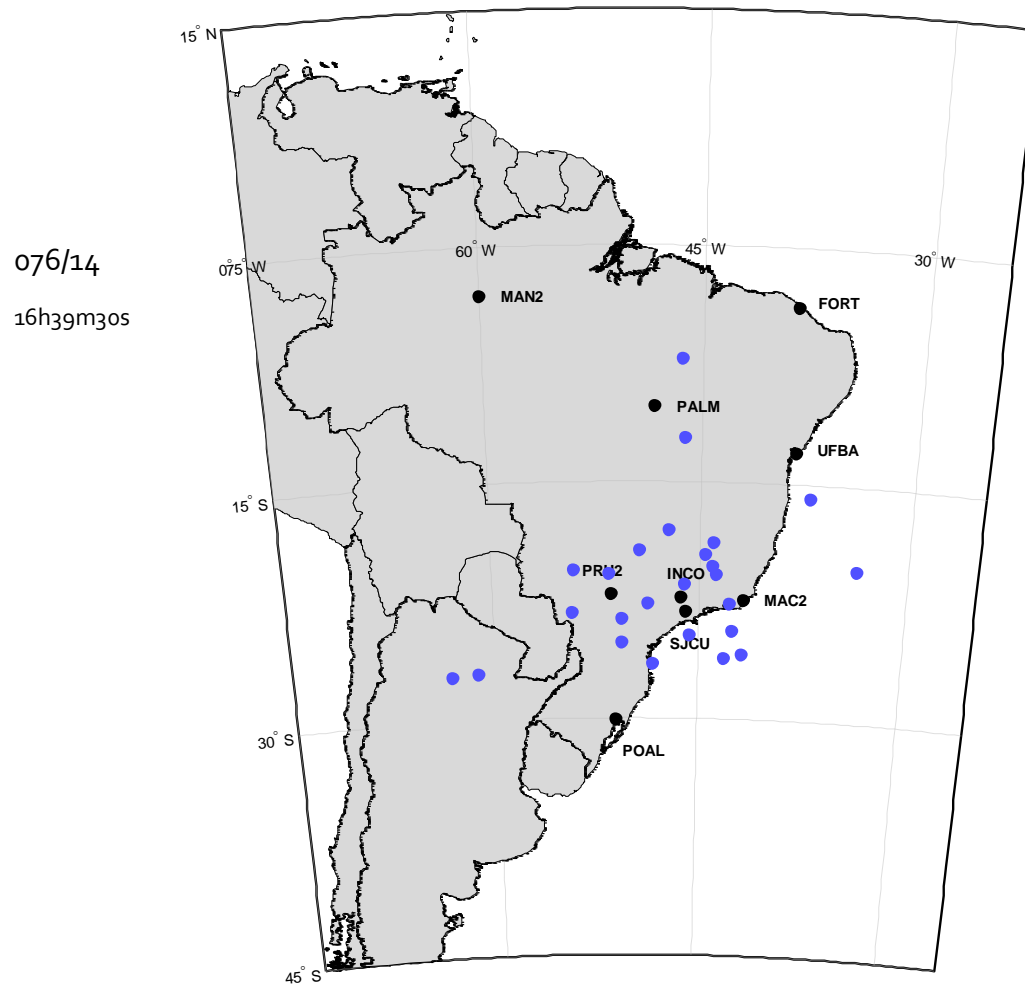 15° N
076/14
16h39m30s
075° W
60° W
45° W
30° W
MAN2
FORT
PALM
UFBA
15° S
PRU2
INCO
MAC2
SJCU
30° S
POAL
45° S